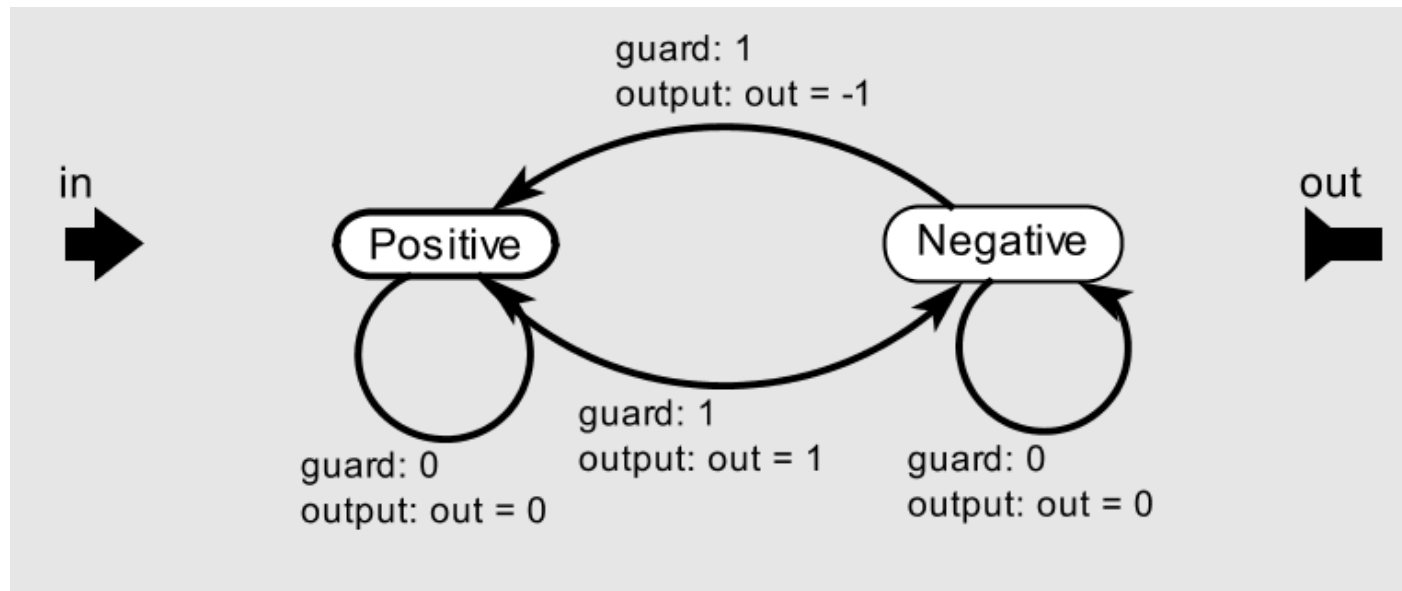 guard: 1
output: out = -1
in
out
Positive
Negative
guard: 1
output: out = 1
guard: 0
output: out = 0
guard: 0
output: out = 0